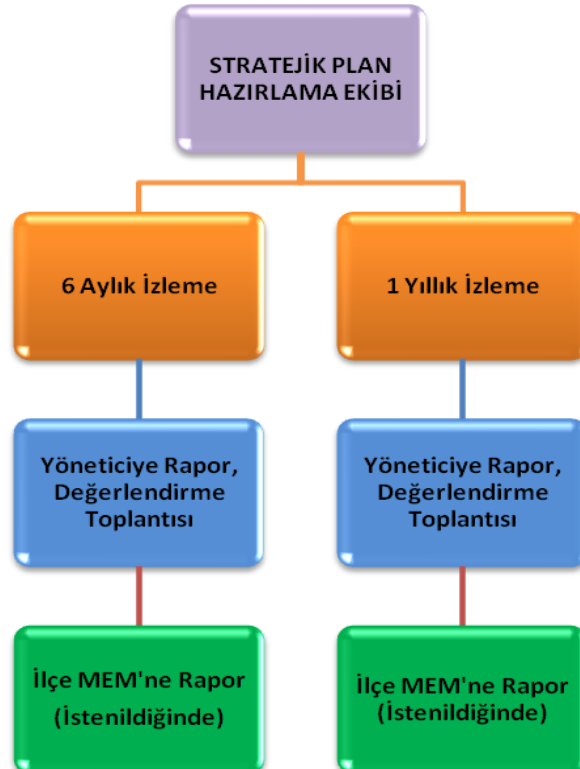 STRATEJİK PLAN
HAZIRLAMA EKİBİ
6 Aylık İzleme
1 Yıllık İzleme
Yöneticiye Rapor,
Değerlendirme
Toplantısı
Yöneticiye Rapor,
Değerlendirme
Toplantısı
İlçe MEM'ne Rapor
(İstenildiğinde)
İlçe MEM'ne Rapor
(İstenildiğinde)